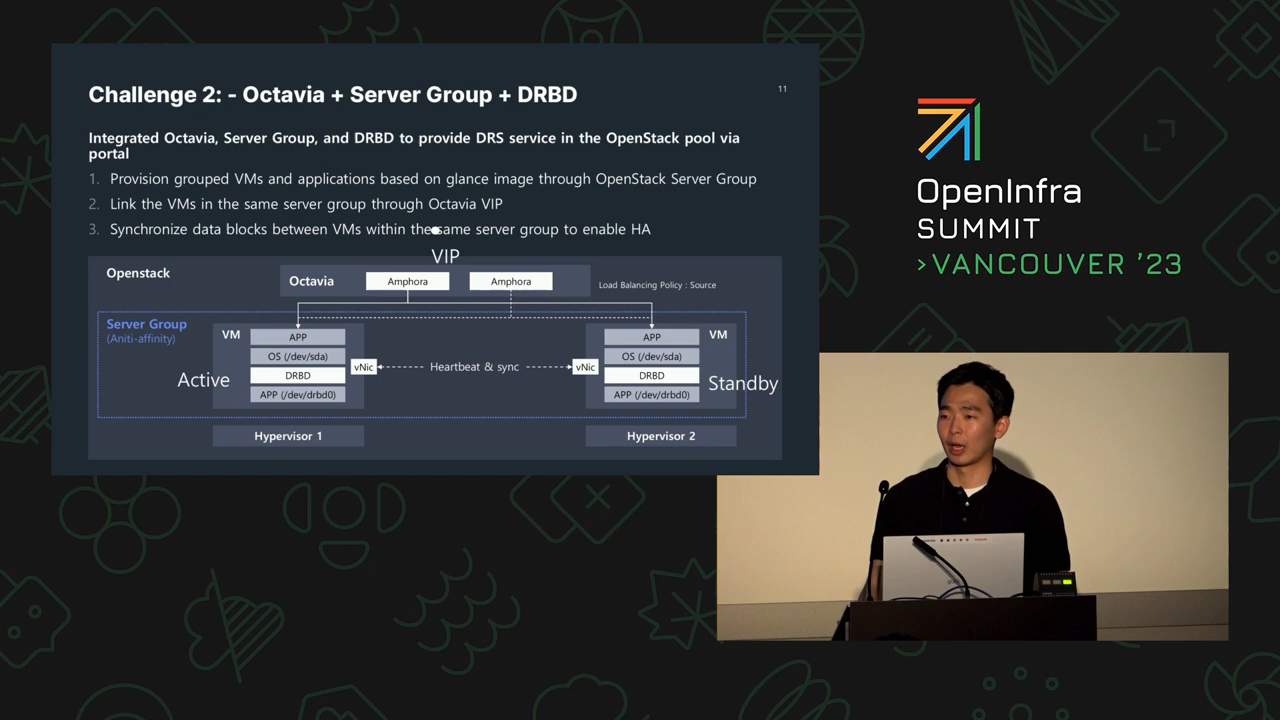 Challenge 2: - Octavia + Server Group + DRBD
11
Integrated Octavia, Server Group, and DRBD to provide DRS service in the OpenStack pool via
portal
1. Provision grouped VMs and applications based on glance image through OpenStack Server Group
2. Link the VMs in the same server group through Octavia VIP
3. Synchronize data blocks between VMs within the same server group to enable HA
VIP
Openstack
Octavia
Amphora
Amphora
Load Balancing Policy : Source
Server Group
(Aniti-affinity)
VM
APP
OS (/dev/sda)
DRBD
APP (/dev/drbd0)
Active
vNic
Heartbeat & sync
vNic
APP
OS (/dev/sda)
DRBD
APP (/dev/drbd0)
VM
Standby
Hypervisor 1
Hypervisor 2
OpenInfra
SUMMIT
>VANCOUVER '23